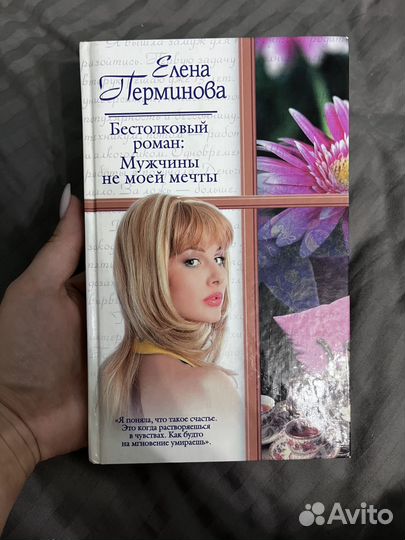 Елена
Перминова
Бестолковый
роман:
Мужчины
не моей мечты
«Я поняла, что такое счастье.
Это когда растворяешься
в чувствах. Как будто
на мгновение умираешь».
Avito